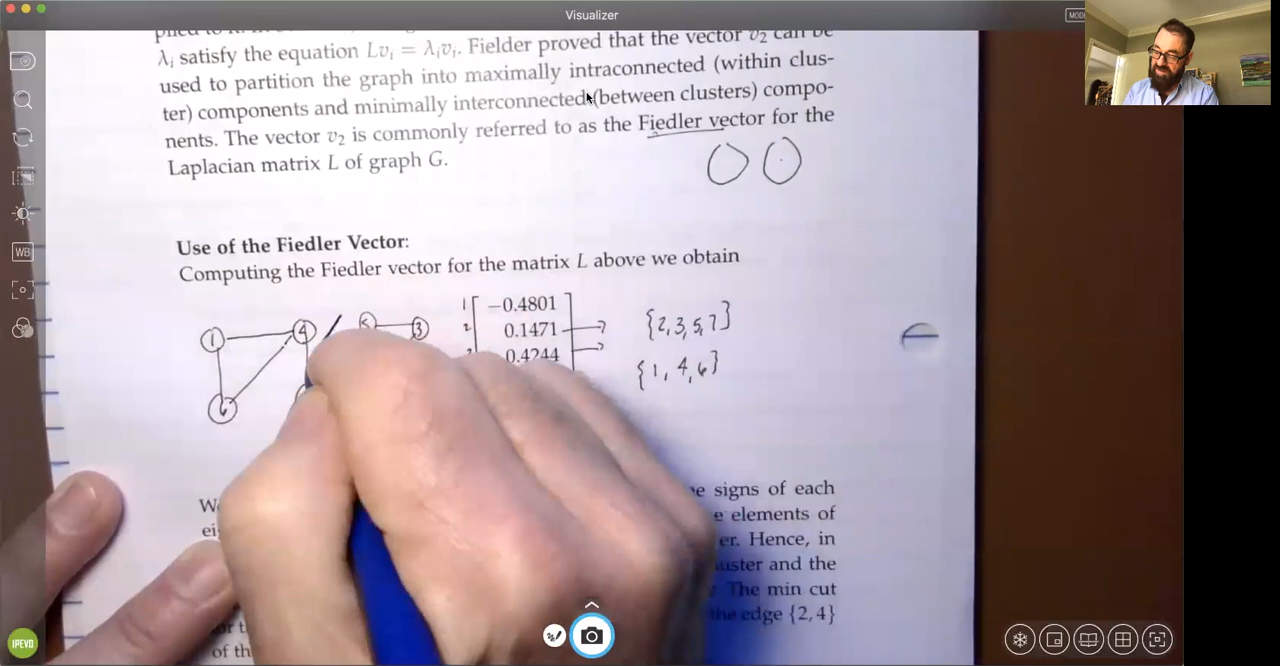 Visualizer
λᵢ satisfy the equation Lvᵢ = λᵢvᵢ. Fielder proved that the vector v₂ can be
used to partition the graph into maximally intraconnected (within clus-
ter) components and minimally interconnected (between clusters) compo-
nents. The vector v₂ is commonly referred to as the Fiedler vector for the
Laplacian matrix L of graph G.
Use of the Fiedler Vector:
Computing the Fiedler vector for the matrix L above we obtain
1 4 3
6
1 −0.4801
2 0.1471
0.4244
{2,3,5,7}
{1,4,6}
signs of each
elements of
er. Hence, in
and the
The min cut
the edge {2,4}
of th
WB
IPEVO